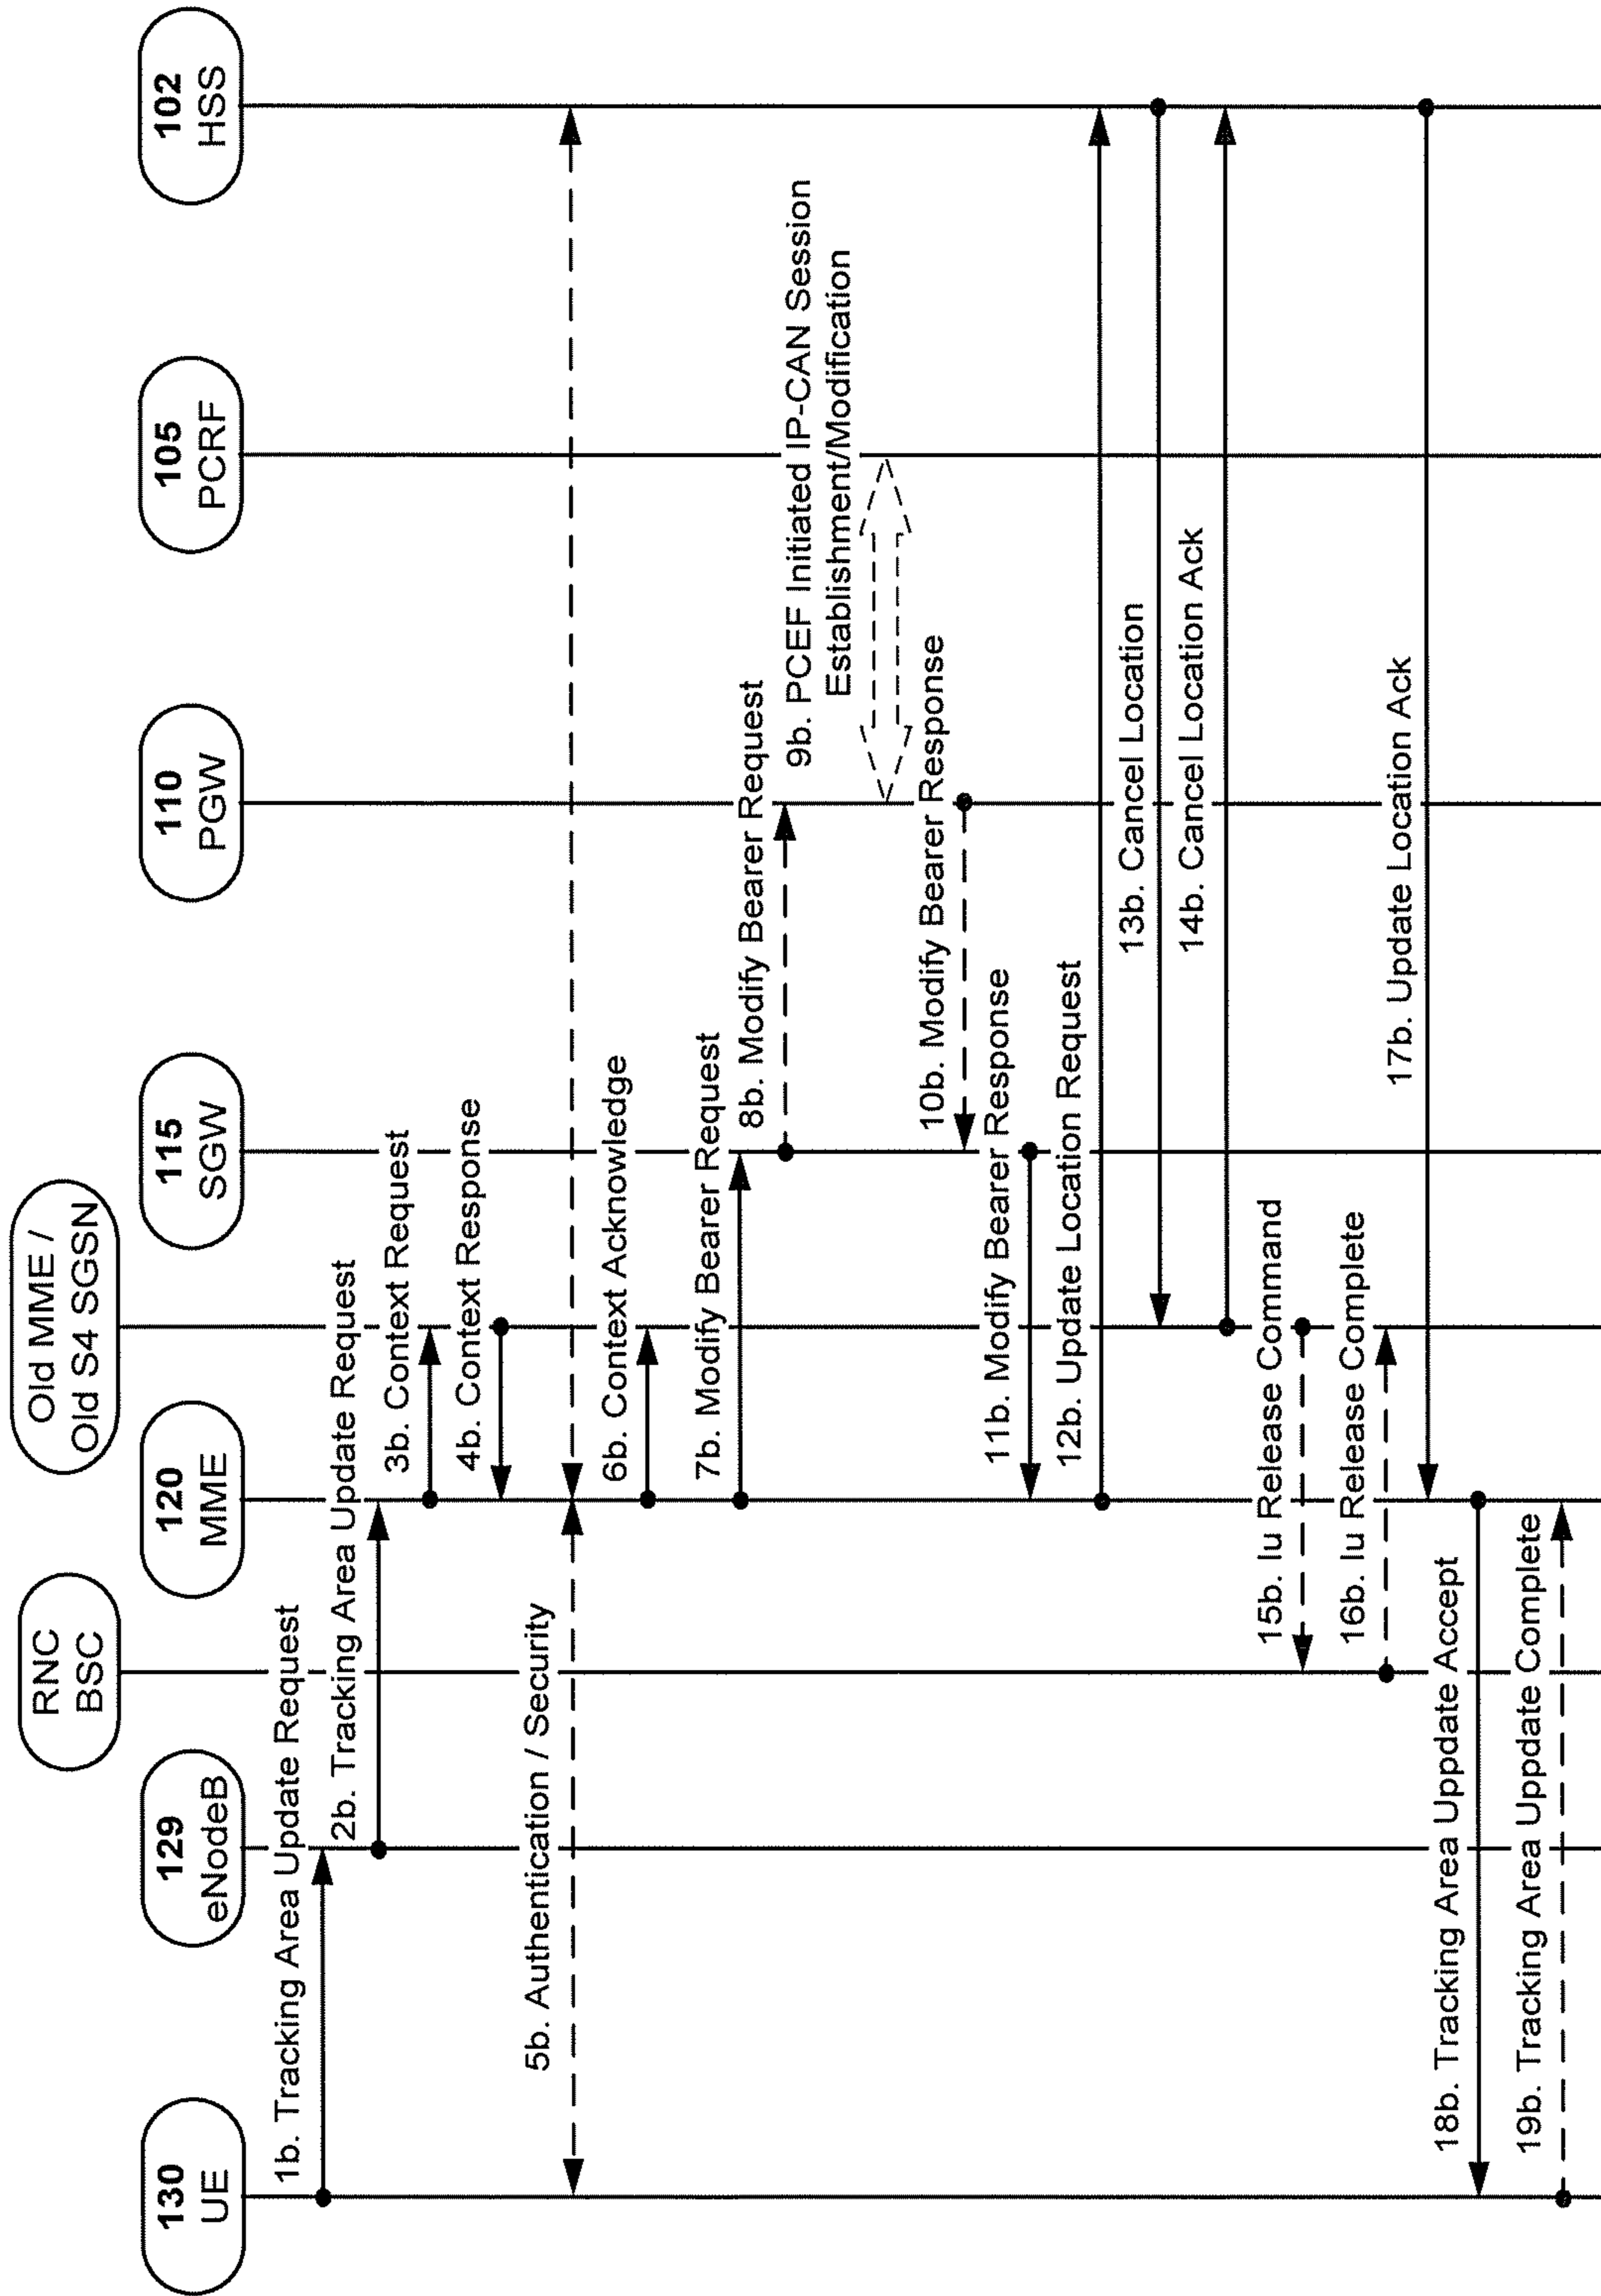 130
UE
129
eNodeB
RNC
BSC
120
MME
Old MME /
Old S4 SGSN
115
SGW
110
PGW
105
PCRF
102
HSS
1b. Tracking Area Update Request
2b. Tracking Area Update Request
3b. Context Request
4b. Context Response
5b. Authentication / Security
6b. Context Acknowledge
7b. Modify Bearer Request
8b. Modify Bearer Request
9b. PCEF Initiated IP-CAN Session
Establishment/Modification
10b. Modify Bearer Response
11b. Modify Bearer Response
12b. Update Location Request
13b. Cancel Location
14b. Cancel Location Ack
15b. Iu Release Command
16b. Iu Release Complete
17b. Update Location Ack
18b. Tracking Area Uppdate Accept
19b. Tracking Area Uppdate Complete